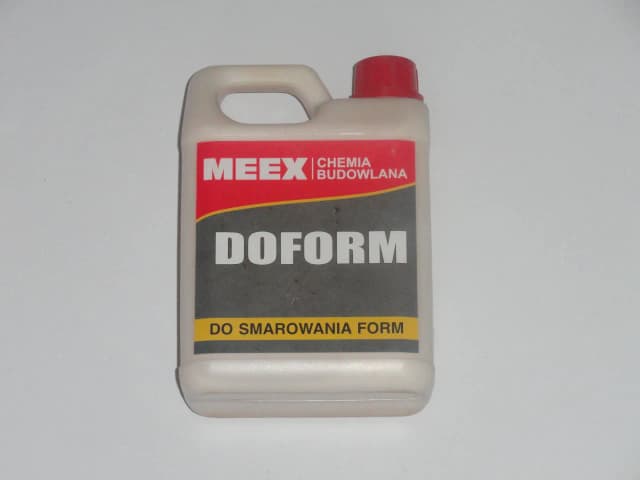 MEEX CHEMIA
BUDOWLANA
DOFORM
DO SMAROWANIA FORM